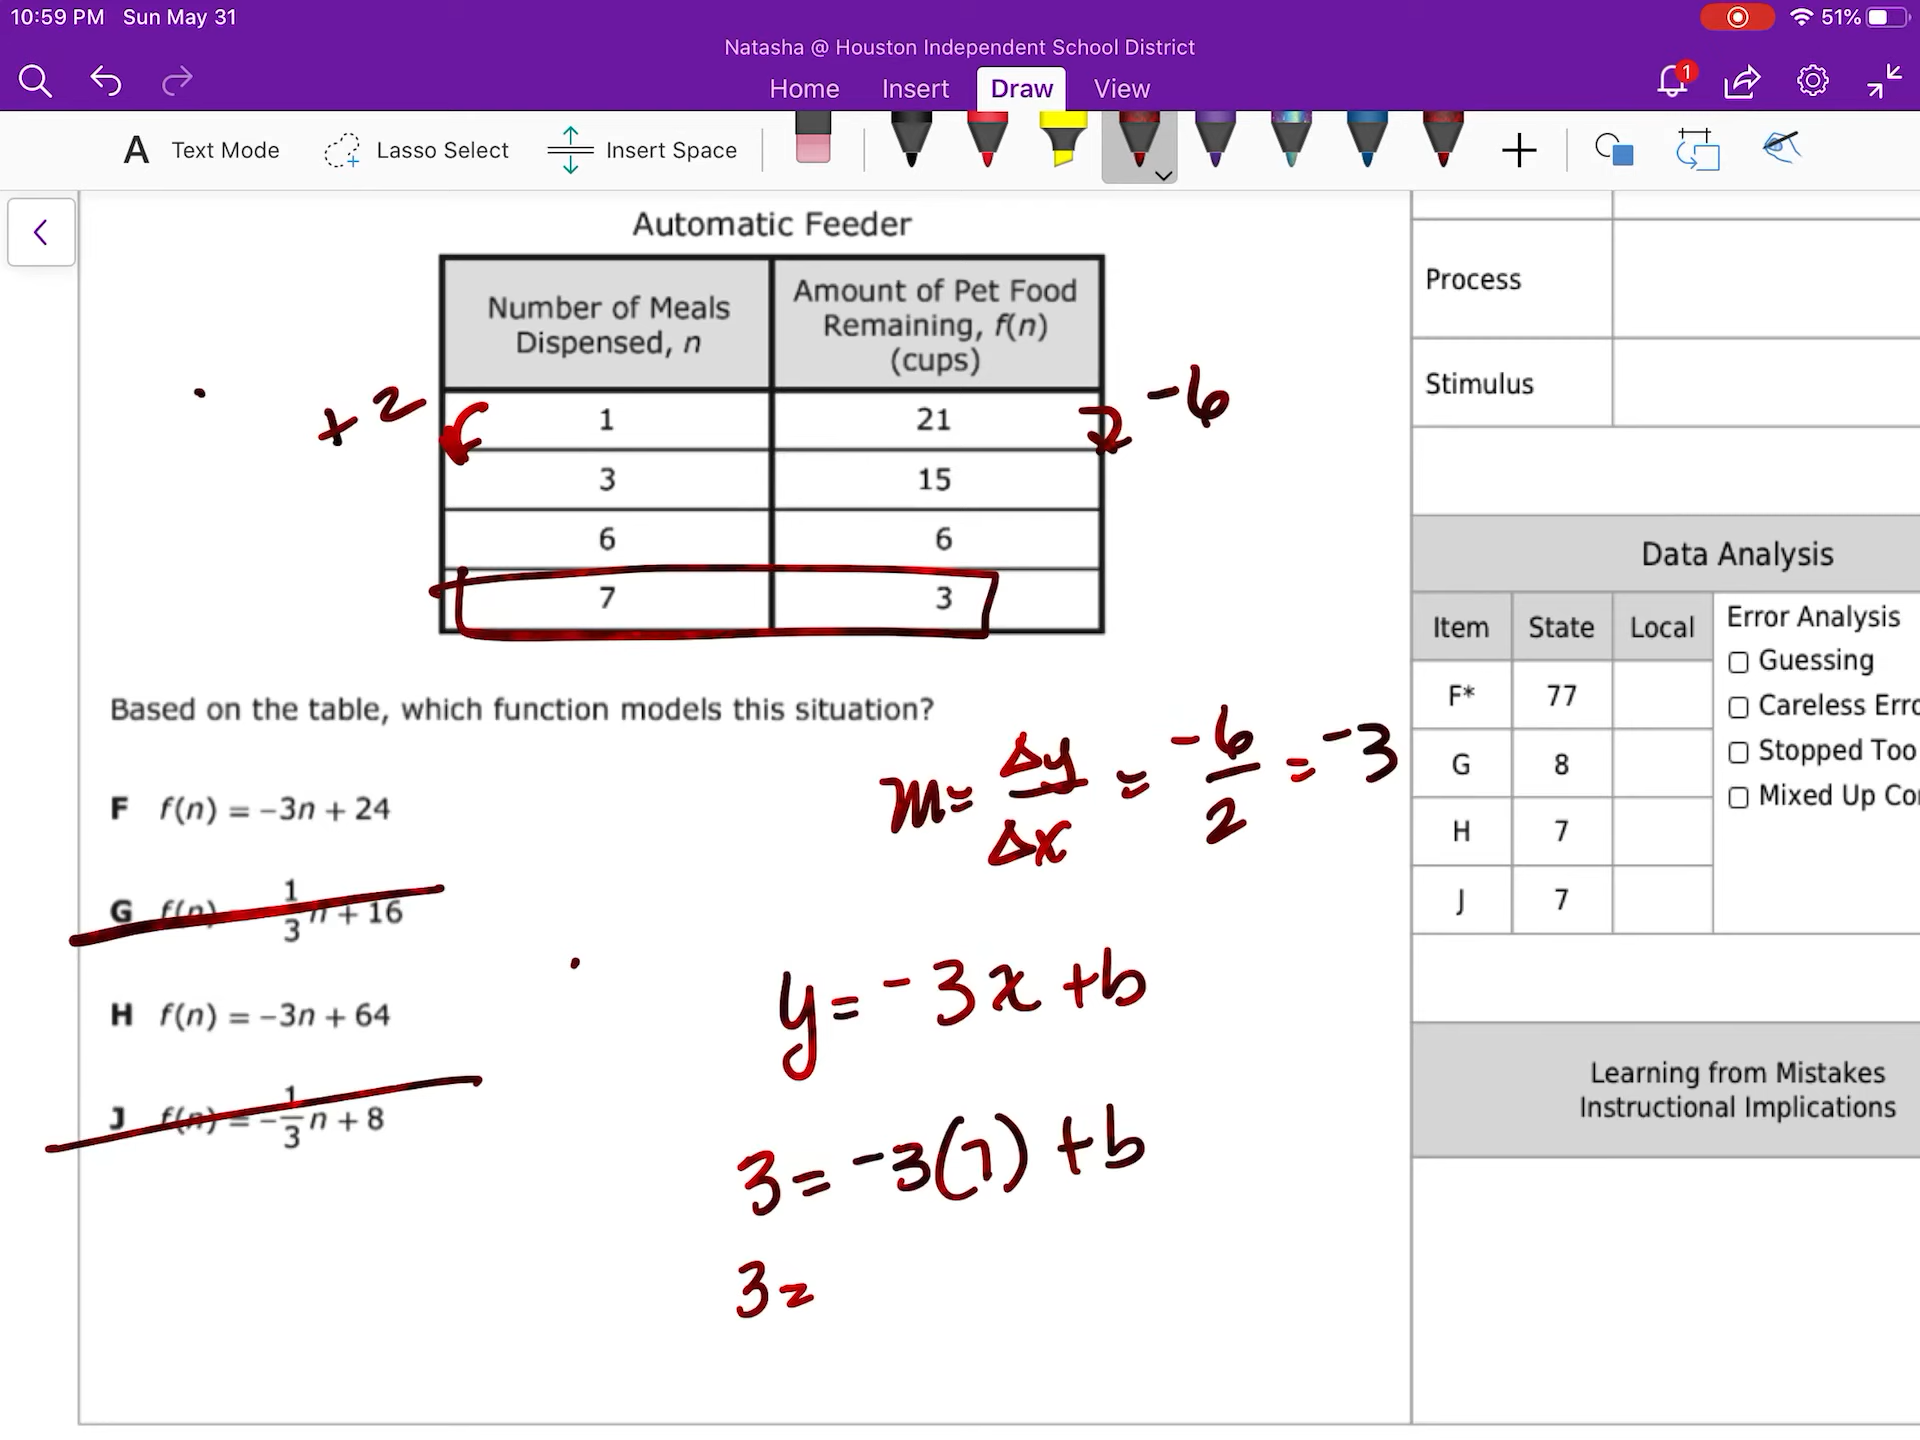 10:59 PM Sun May 31
51%
Natasha @ Houston Independent School District
Home Insert Draw View
1
A Text Mode Lasso Select Insert Space
Automatic Feeder
Number of Meals Dispensed, n
Amount of Pet Food Remaining, f(n) (cups)
+2 1 21 -6
3 15
6 6
7 3
Based on the table, which function models this situation?
m = Δy/Δx = -6/2 = -3
F f(n) = −3n + 24
G f(n) 1/3 n + 16
H f(n) = −3n + 64
J f(n) = −1/3 n + 8
y = -3x + b
3 = -3(7) + b
3 =
Process
Stimulus
Data Analysis
Item State Local
F* 77
G 8
H 7
J 7
Error Analysis
Guessing
Careless Erro
Stopped Too
Mixed Up Co
Learning from Mistakes
Instructional Implications